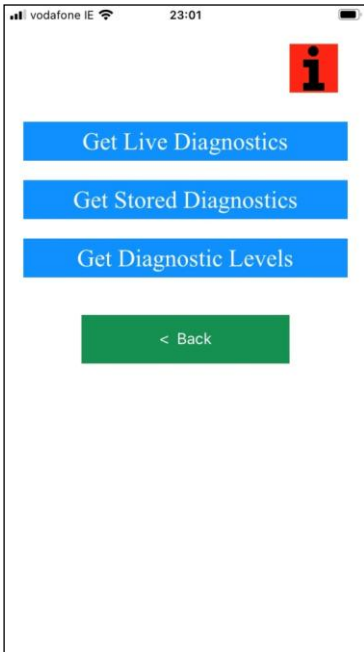 vodafone IE 23:01
i
Get Live Diagnostics
Get Stored Diagnostics
Get Diagnostic Levels
< Back